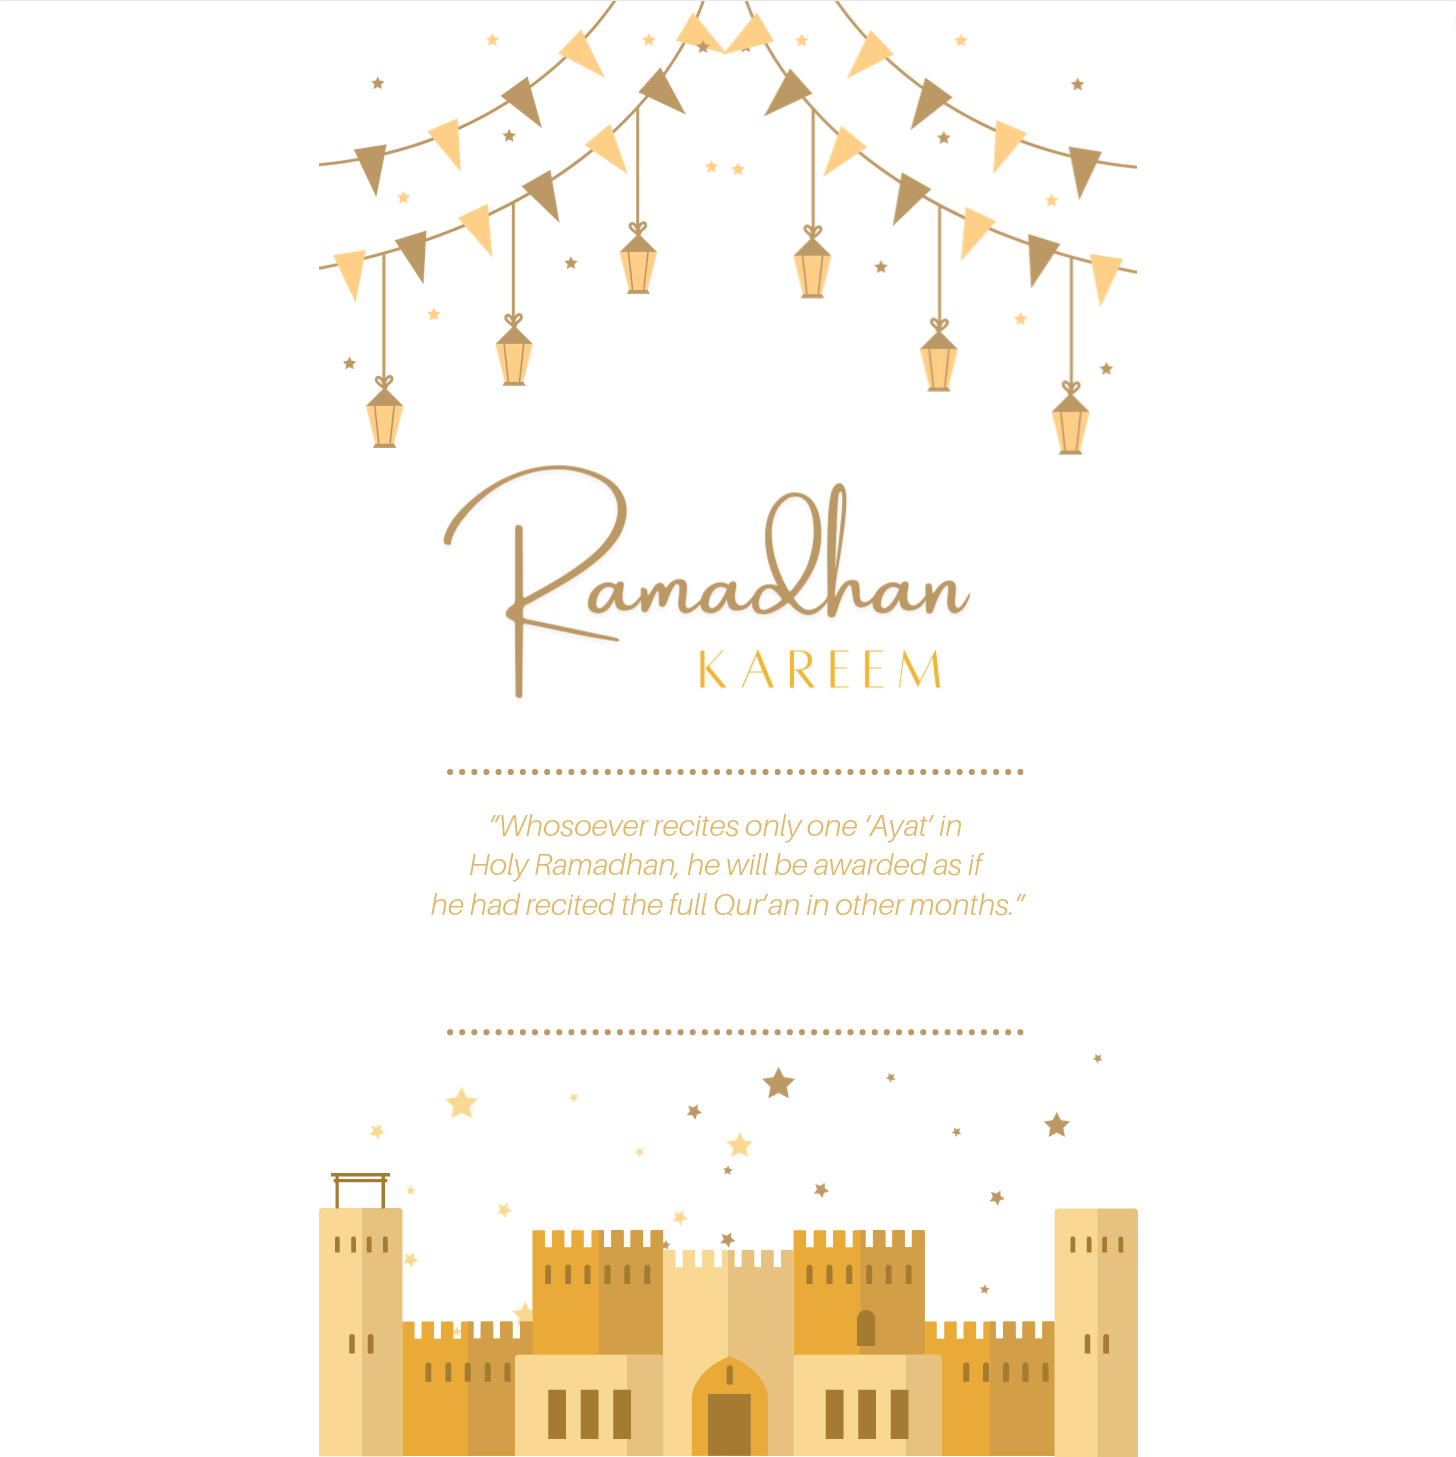 Ramadhan
KAREEM
“Whosoever recites only one ‘Ayat’ in
Holy Ramadhan, he will be awarded as if
he had recited the full Qur’an in other months.”